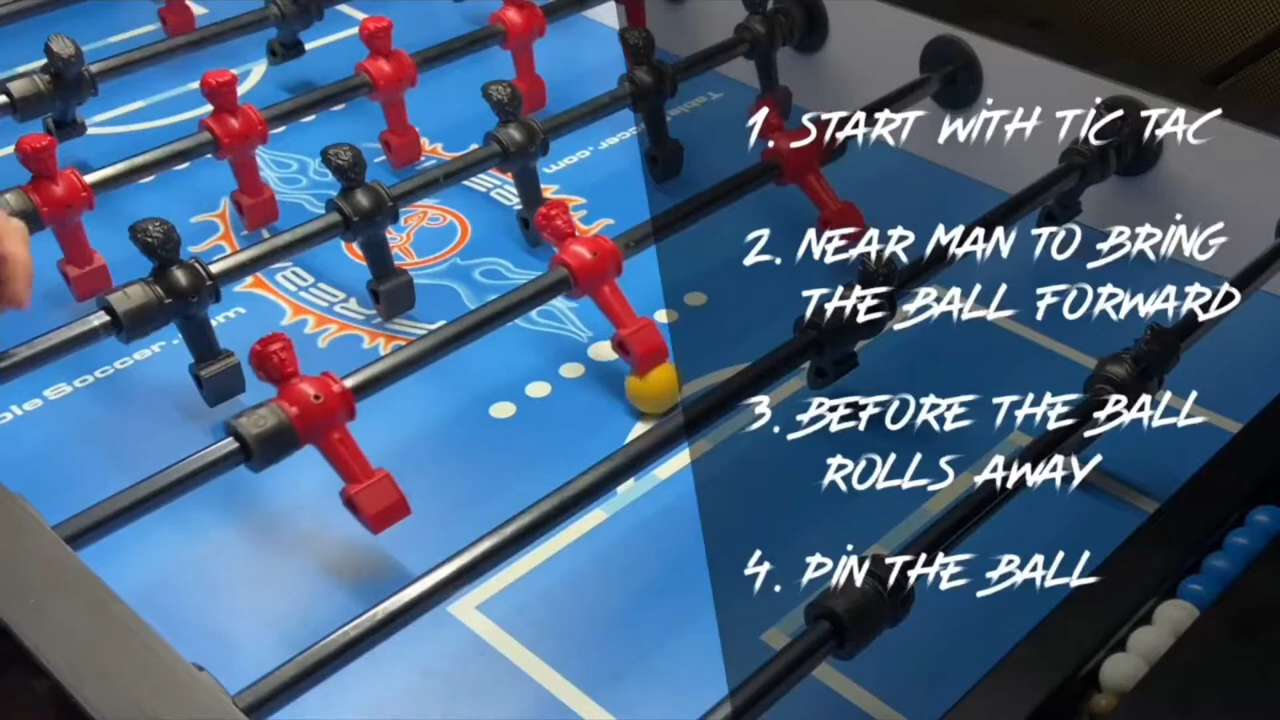 1. START WITH TIC TAC
2. NEAR MAN TO BRING
THE BALL FORWARD
3. BEFORE THE BALL
ROLLS AWAY
4. PIN THE BALL